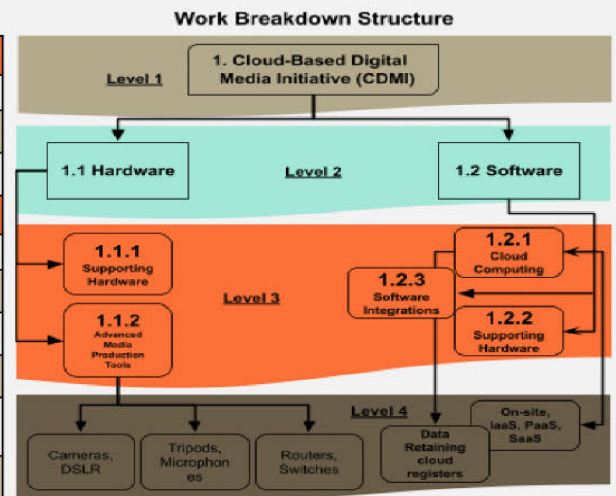 Work Breakdown Structure
Level 1
1. Cloud-Based Digital
Media Initiative (CDMI)
1.1 Hardware
Level 2
1.2 Software
1.1.1
Supporting
Hardware
1.1.2
Advanced
Media
Production
Tools
Level 3
1.2.1
Cloud
Computing
1.2.3
Software
Integrations
1.2.2
Supporting
Hardware
Level 4
Cameras,
DSLR
Tripods,
Microphon
es
Routers,
Switches
Data
Retaining
cloud
registers
On-site,
IaaS, PaaS,
SaaS